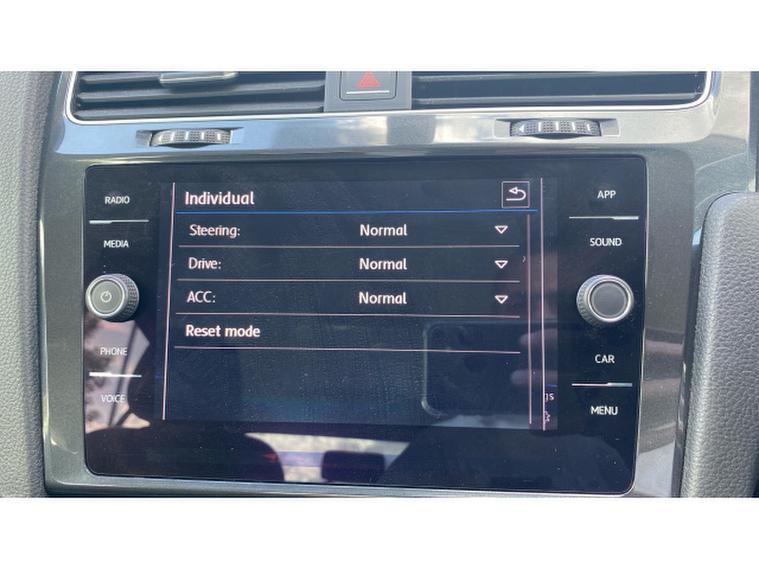 RADIO
MEDIA
PHONE
VOICE
Individual
Steering: Normal
Drive: Normal
ACC: Normal
Reset mode
APP
SOUND
CAR
MENU